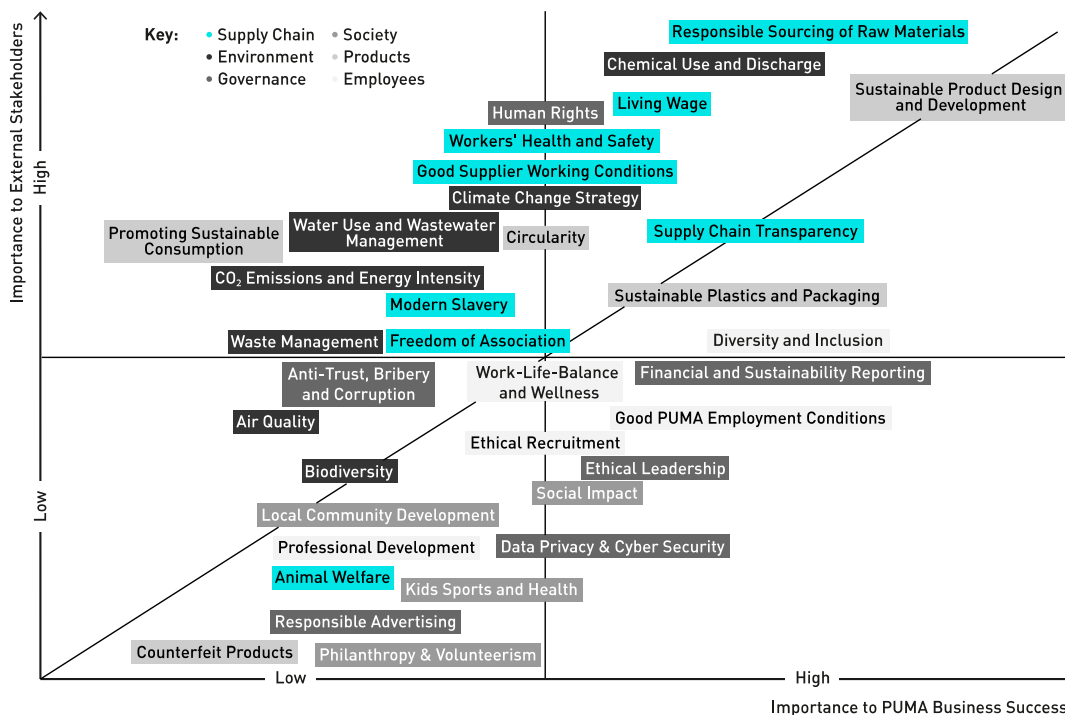 Importance to External Stakeholders
High
Low
Key:
Supply Chain
Environment
Governance
Society
Products
Employees
Responsible Sourcing of Raw Materials
Chemical Use and Discharge
Sustainable Product Design
and Development
Living Wage
Human Rights
Workers' Health and Safety
Good Supplier Working Conditions
Climate Change Strategy
Promoting Sustainable
Consumption
Water Use and Wastewater
Management
Circularity
Supply Chain Transparency
CO₂ Emissions and Energy Intensity
Sustainable Plastics and Packaging
Modern Slavery
Waste Management
Freedom of Association
Diversity and Inclusion
Anti-Trust, Bribery
and Corruption
Work-Life-Balance
and Wellness
Financial and Sustainability Reporting
Air Quality
Good PUMA Employment Conditions
Ethical Recruitment
Biodiversity
Ethical Leadership
Social Impact
Local Community Development
Professional Development
Data Privacy & Cyber Security
Animal Welfare
Kids Sports and Health
Responsible Advertising
Counterfeit Products
Philanthropy & Volunteerism
Low
High
Importance to PUMA Business Success